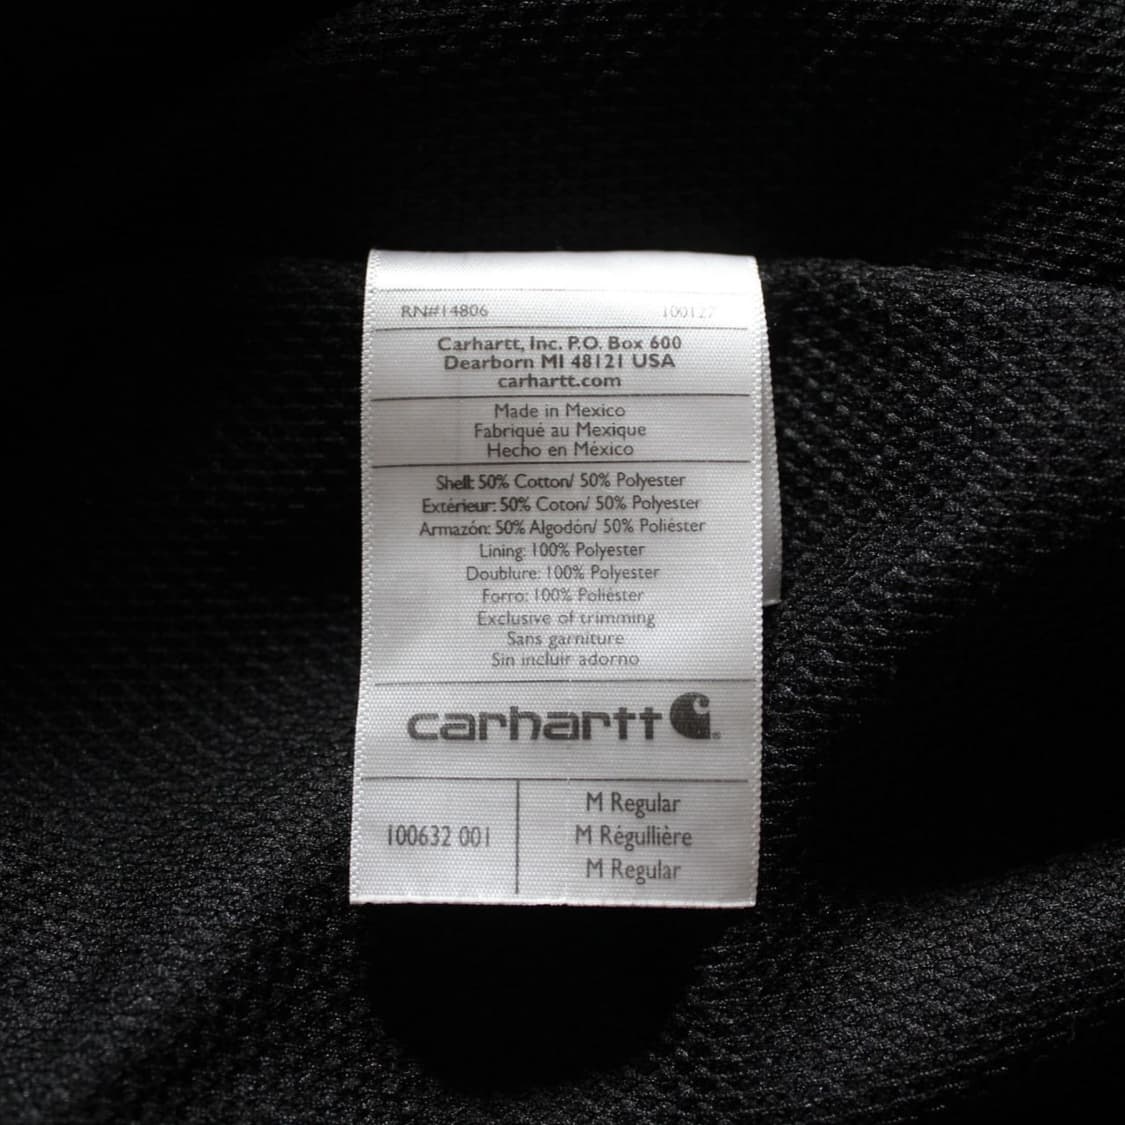 RN#14806 100127
Carhartt, Inc. P.O. Box 600
Dearborn MI 48121 USA
carhartt.com
Made in Mexico
Fabriqué au Mexique
Hecho en México
Shell: 50% Cotton/ 50% Polyester
Extérieur: 50% Coton/ 50% Polyester
Armazón: 50% Algodón/ 50% Poliéster
Lining: 100% Polyester
Doublure: 100% Polyester
Forro: 100% Poliéster
Exclusive of trimming
Sans garniture
Sin incluir adorno
carhartt
100632 001
M Regular
M Régullière
M Regular